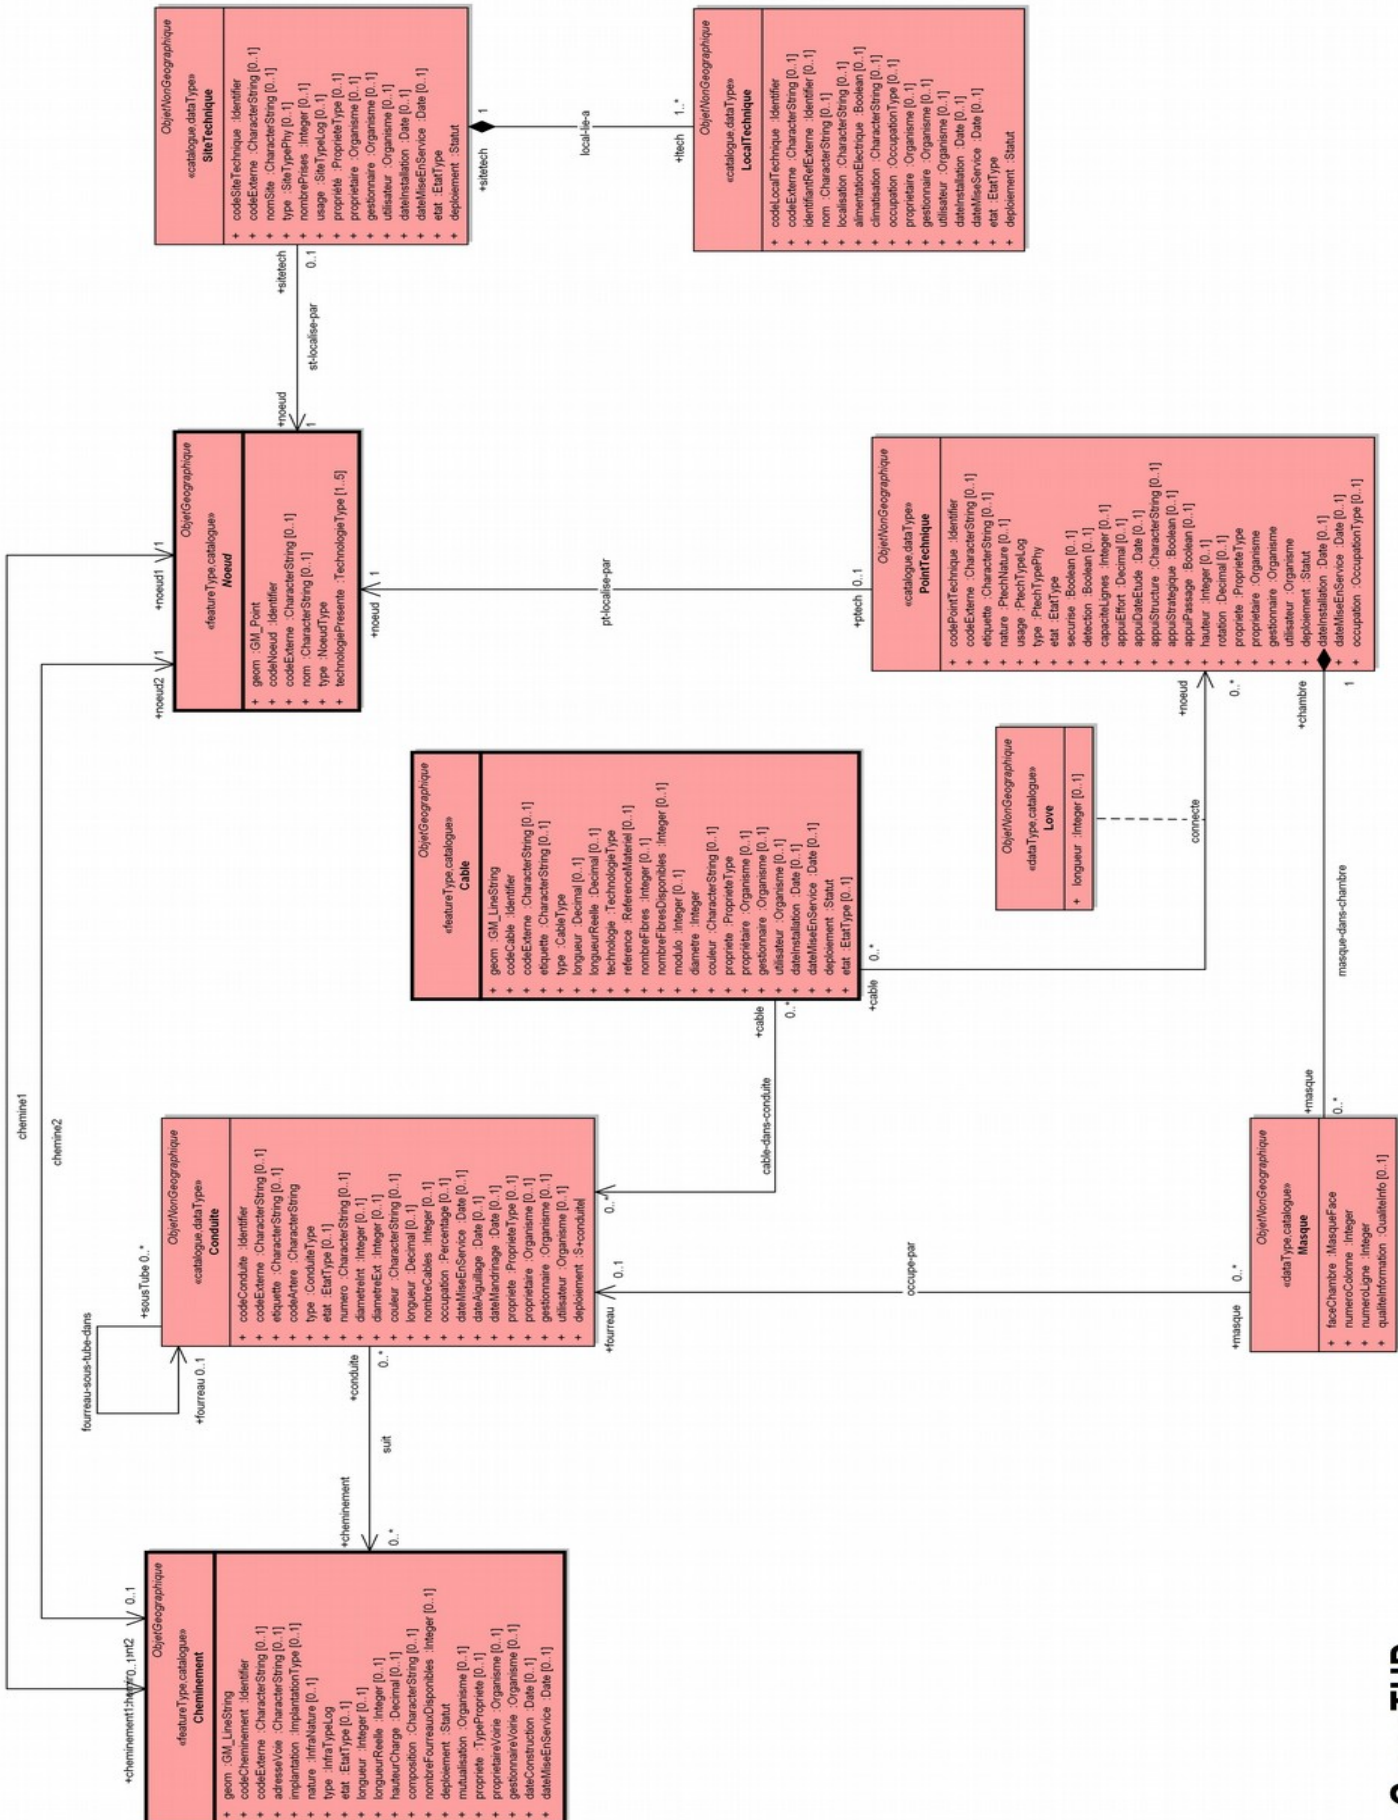 ObjetNonGeographique
«catalogue,dataType»
SiteTechnique
+ codeSiteTechnique :Identifier
+ codeExterne :CharacterString [0..1]
+ nomSite :CharacterString [0..1]
+ type :SiteTypePhy [0..1]
+ nombrePrises :Integer [0..1]
+ usage :SiteTypeLog [0..1]
+ propriété :ProprieteType [0..1]
+ proprietaire :Organisme [0..1]
+ gestionnaire :Organisme [0..1]
+ utilisateur :Organisme [0..1]
+ dateInstallation :Date [0..1]
+ dateMiseEnService :Date [0..1]
+ etat :EtatType
+ deploiement :Statut
+sitetech
1
local-lie-a
+ltech
1..*
ObjetNonGeographique
«catalogue,dataType»
LocalTechnique
+ codeLocalTechnique :Identifier
+ codeExterne :CharacterString [0..1]
+ identifiantRefExterne :Identifier [0..1]
+ nom :CharacterString [0..1]
+ localisation :CharacterString [0..1]
+ alimentationElectrique :Boolean [0..1]
+ climatisation :CharacterString [0..1]
+ occupation :OccupationType [0..1]
+ proprietaire :Organisme [0..1]
+ gestionnaire :Organisme [0..1]
+ utilisateur :Organisme [0..1]
+ dateInstallation :Date [0..1]
+ dateMiseService :Date [0..1]
+ etat :EtatType
+ deploiement :Statut
+sitetech
0..1
st-localise-par
+noeud
1
ObjetGeographique
«featureType,catalogue»
Noeud
+ geom :GM_Point
+ codeNoeud :Identifier
+ codeExterne :CharacterString [0..1]
+ nom :CharacterString [0..1]
+ type :NoeudType
+ technologiePresente :TechnologieType [1..5]
+noeud1
1
+noeud2
1
+noeud
1
pt-localise-par
+ptech
0..1
ObjetNonGeographique
«catalogue,dataType»
PointTechnique
+ codePointTechnique :Identifier
+ codeExterne :CharacterString [0..1]
+ etiquette :CharacterString [0..1]
+ nature :PtechNature [0..1]
+ usage :PtechTypeLog
+ type :PtechTypePhy
+ etat :EtatType
+ securise :Boolean [0..1]
+ detection :Boolean [0..1]
+ capaciteLignes :Integer [0..1]
+ appuiEffort :Decimal [0..1]
+ appuiDateEtude :Date [0..1]
+ appuiStructure :CharacterString [0..1]
+ appuiStrategique :Boolean [0..1]
+ appuiPassage :Boolean [0..1]
+ hauteur :Integer [0..1]
+ rotation :Decimal [0..1]
+ propriete :ProprieteType
+ proprietaire :Organisme
+ gestionnaire :Organisme
+ utilisateur :Organisme
+ deploiement :Statut
+ dateInstallation :Date [0..1]
+ dateMiseEnService :Date [0..1]
+ occupation :OccupationType [0..1]
+noeud
0..*
+chambre
1
ObjetNonGeographique
«dataType,catalogue»
Love
+ longueur :Integer [0..1]
connecte
masque-dans-chambre
ObjetGeographique
«featureType,catalogue»
Cable
+ geom :GM_LineString
+ codeCable :Identifier
+ codeExterne :CharacterString [0..1]
+ etiquette :CharacterString [0..1]
+ type :CableType
+ longueur :Decimal [0..1]
+ longueurReelle :Decimal [0..1]
+ technologie :TechnologieType
+ reference :ReferenceMateriel [0..1]
+ nombreFibres :Integer [0..1]
+ nombreFibresDisponibles :Integer [0..1]
+ modulo :Integer [0..1]
+ diametre :Integer
+ couleur :CharacterString [0..1]
+ propriete :ProprieteType
+ propriétaire :Organisme [0..1]
+ gestionnaire :Organisme [0..1]
+ utilisateur :Organisme [0..1]
+ dateInstallation :Date [0..1]
+ dateMiseEnService :Date [0..1]
+ deploiement :Statut
+ etat :EtatType [0..1]
+cable
0..*
+cable
0..*
cable-dans-conduite
0..*
chemine1
chemine2
fourreau-sous-tube-dans
+sousTube 0..*
+fourreau 0..1
ObjetNonGeographique
«catalogue,dataType»
Conduite
+ codeConduite :Identifier
+ codeExterne :CharacterString [0..1]
+ etiquette :CharacterString [0..1]
+ codeArtere :CharacterString
+ type :ConduiteType
+ etat :EtatType [0..1]
+ numero :CharacterString [0..1]
+ diametreInt :Integer [0..1]
+ diametreExt :Integer [0..1]
+ couleur :CharacterString [0..1]
+ longueur :Decimal [0..1]
+ nombreCables :Integer [0..1]
+ occupation :Percentage [0..1]
+ dateMiseEnService :Date [0..1]
+ dateAiguillage :Date [0..1]
+ dateMandrinage :Date [0..1]
+ propriete :ProprieteType [0..1]
+ proprietaire :Organisme [0..1]
+ gestionnaire :Organisme [0..1]
+ utilisateur :Organisme [0..1]
+ deploiement :S+conduite
+fourreau
0..1
occupe-par
+masque
0..*
+masque
0..*
ObjetNonGeographique
«dataType,catalogue»
Masque
+ faceChambre :MasqueFace
+ numeroColonne :Integer
+ numeroLigne :Integer
+ qualiteInformation :QualiteInfo [0..1]
+conduite
0..*
suit
+cheminement
0..*
0..1
ObjetGeographique
«featureType,catalogue»
Cheminement
+ geom :GM_LineString
+ codeCheminement :Identifier
+ codeExterne :CharacterString [0..1]
+ adresseVoie :CharacterString [0..1]
+ implantation :ImplantationType [0..1]
+ nature :InfraNature [0..1]
+ type :InfraTypeLog
+ etat :EtatType [0..1]
+ longueur :Integer [0..1]
+ longueurReelle :Integer [0..1]
+ hauteurCharge :Decimal [0..1]
+ composition :CharacterString [0..1]
+ nombreFourreauxDisponibles :Integer [0..1]
+ deploiement :Statut
+ mutualisation :Organisme [0..1]
+ propriete :TypePropriete [0..1]
+ proprietaireVoirie :Organisme [0..1]
+ gestionnaireVoirie :Organisme [0..1]
+ dateConstruction :Date [0..1]
+ dateMiseEnService :Date [0..1]